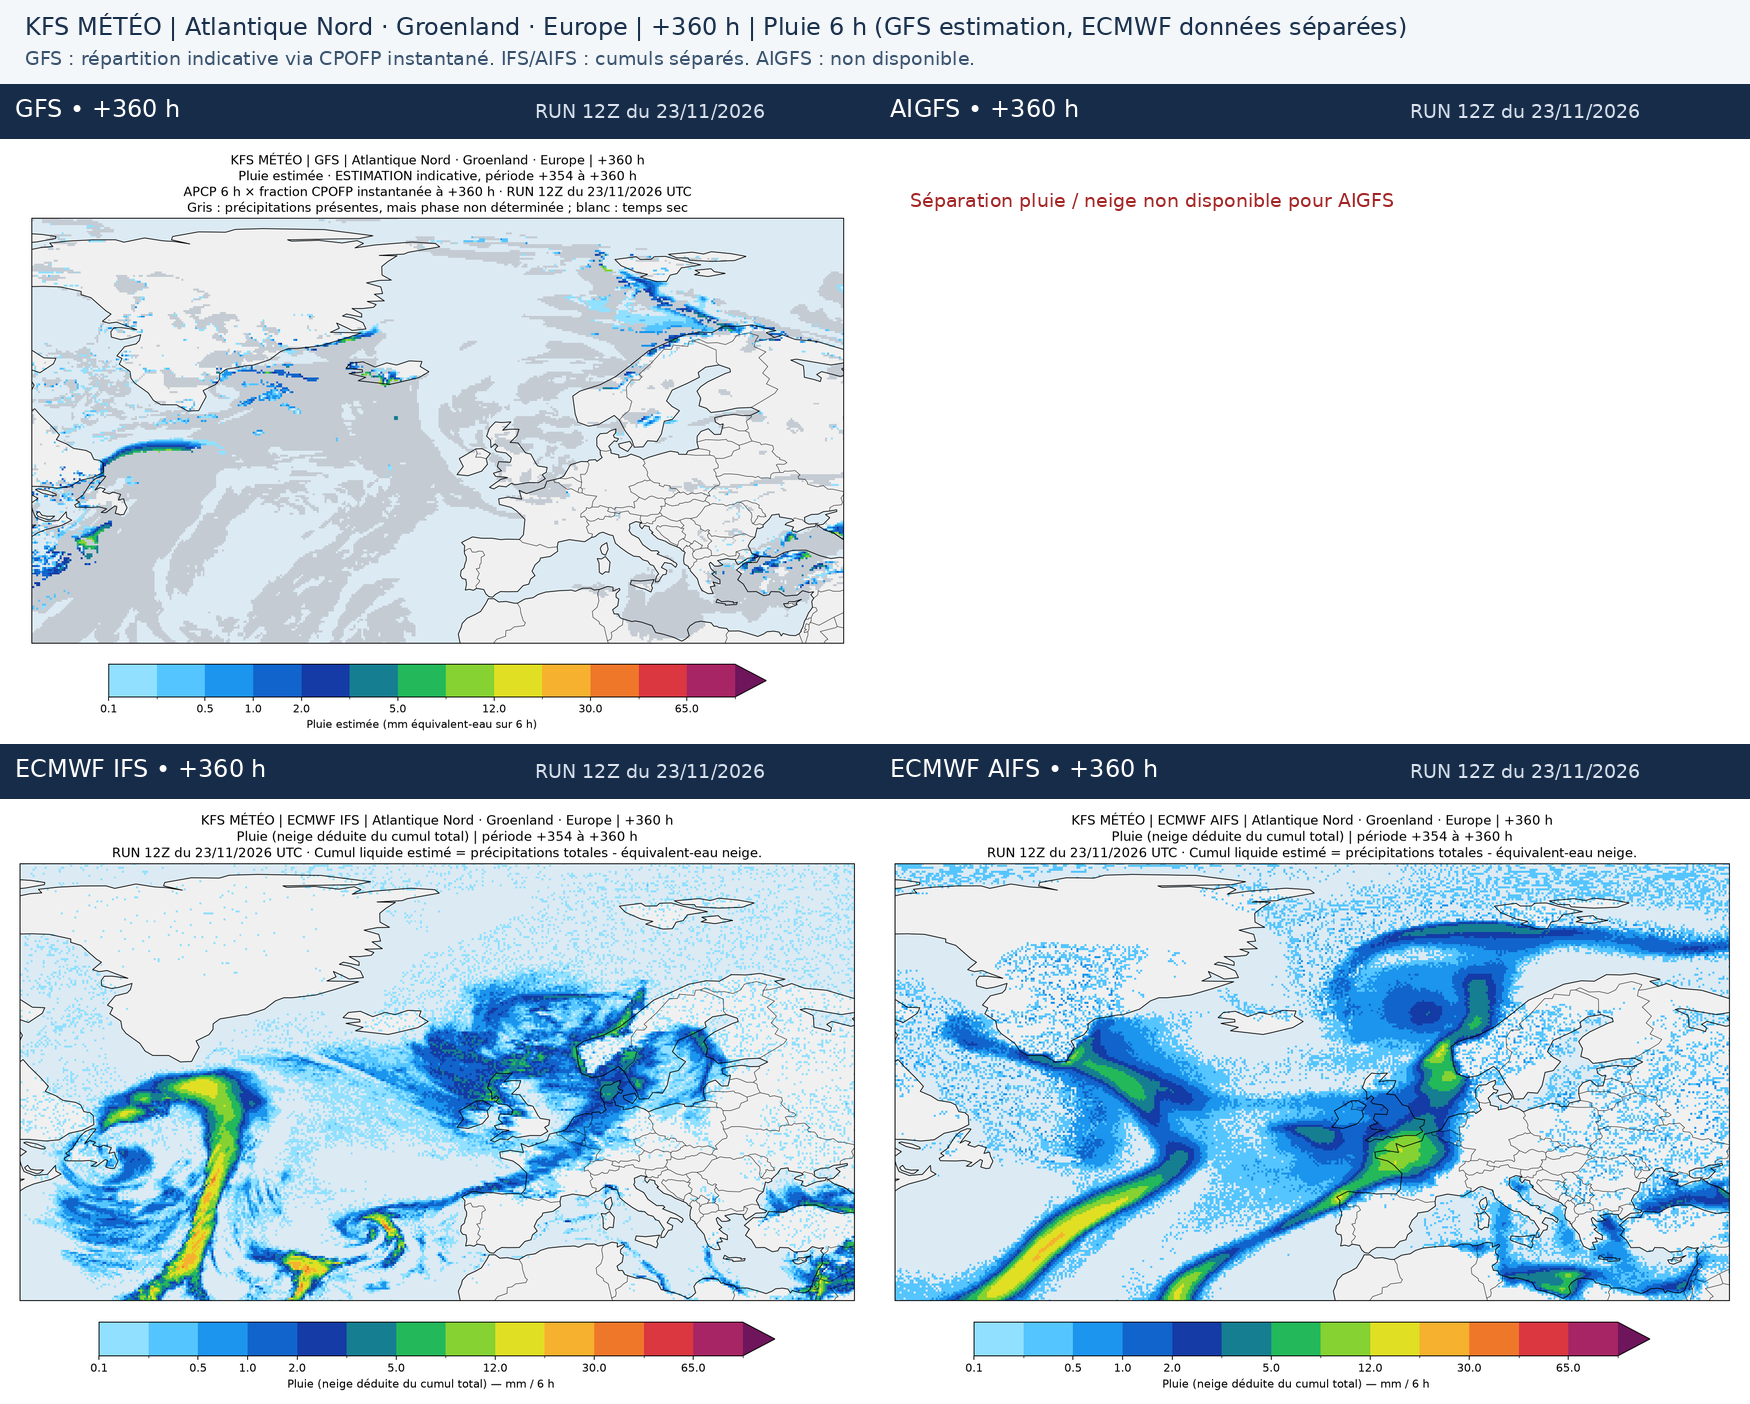 KFS MÉTÉO | Atlantique Nord · Groenland · Europe | +360 h | Pluie 6 h (GFS estimation, ECMWF données séparées)
GFS : répartition indicative via CPOFP instantané. IFS/AIFS : cumuls séparés. AIGFS : non disponible.
GFS • +360 h
RUN 12Z du 23/11/2026
AIGFS • +360 h
RUN 12Z du 23/11/2026
KFS MÉTÉO | GFS | Atlantique Nord · Groenland · Europe | +360 h
Pluie estimée · ESTIMATION indicative, période +354 à +360 h
APCP 6 h × fraction CPOFP instantanée à +360 h · RUN 12Z du 23/11/2026 UTC
Gris : précipitations présentes, mais phase non déterminée ; blanc : temps sec
Séparation pluie / neige non disponible pour AIGFS
0.1 0.5 1.0 2.0 5.0 12.0 30.0 65.0
Pluie estimée (mm équivalent-eau sur 6 h)
ECMWF IFS • +360 h
RUN 12Z du 23/11/2026
ECMWF AIFS • +360 h
RUN 12Z du 23/11/2026
KFS MÉTÉO | ECMWF IFS | Atlantique Nord · Groenland · Europe | +360 h
Pluie (neige déduite du cumul total) | période +354 à +360 h
RUN 12Z du 23/11/2026 UTC · Cumul liquide estimé = précipitations totales - équivalent-eau neige.
0.1 0.5 1.0 2.0 5.0 12.0 30.0 65.0
Pluie (neige déduite du cumul total) — mm / 6 h
KFS MÉTÉO | ECMWF AIFS | Atlantique Nord · Groenland · Europe | +360 h
Pluie (neige déduite du cumul total) | période +354 à +360 h
RUN 12Z du 23/11/2026 UTC · Cumul liquide estimé = précipitations totales - équivalent-eau neige.
0.1 0.5 1.0 2.0 5.0 12.0 30.0 65.0
Pluie (neige déduite du cumul total) — mm / 6 h